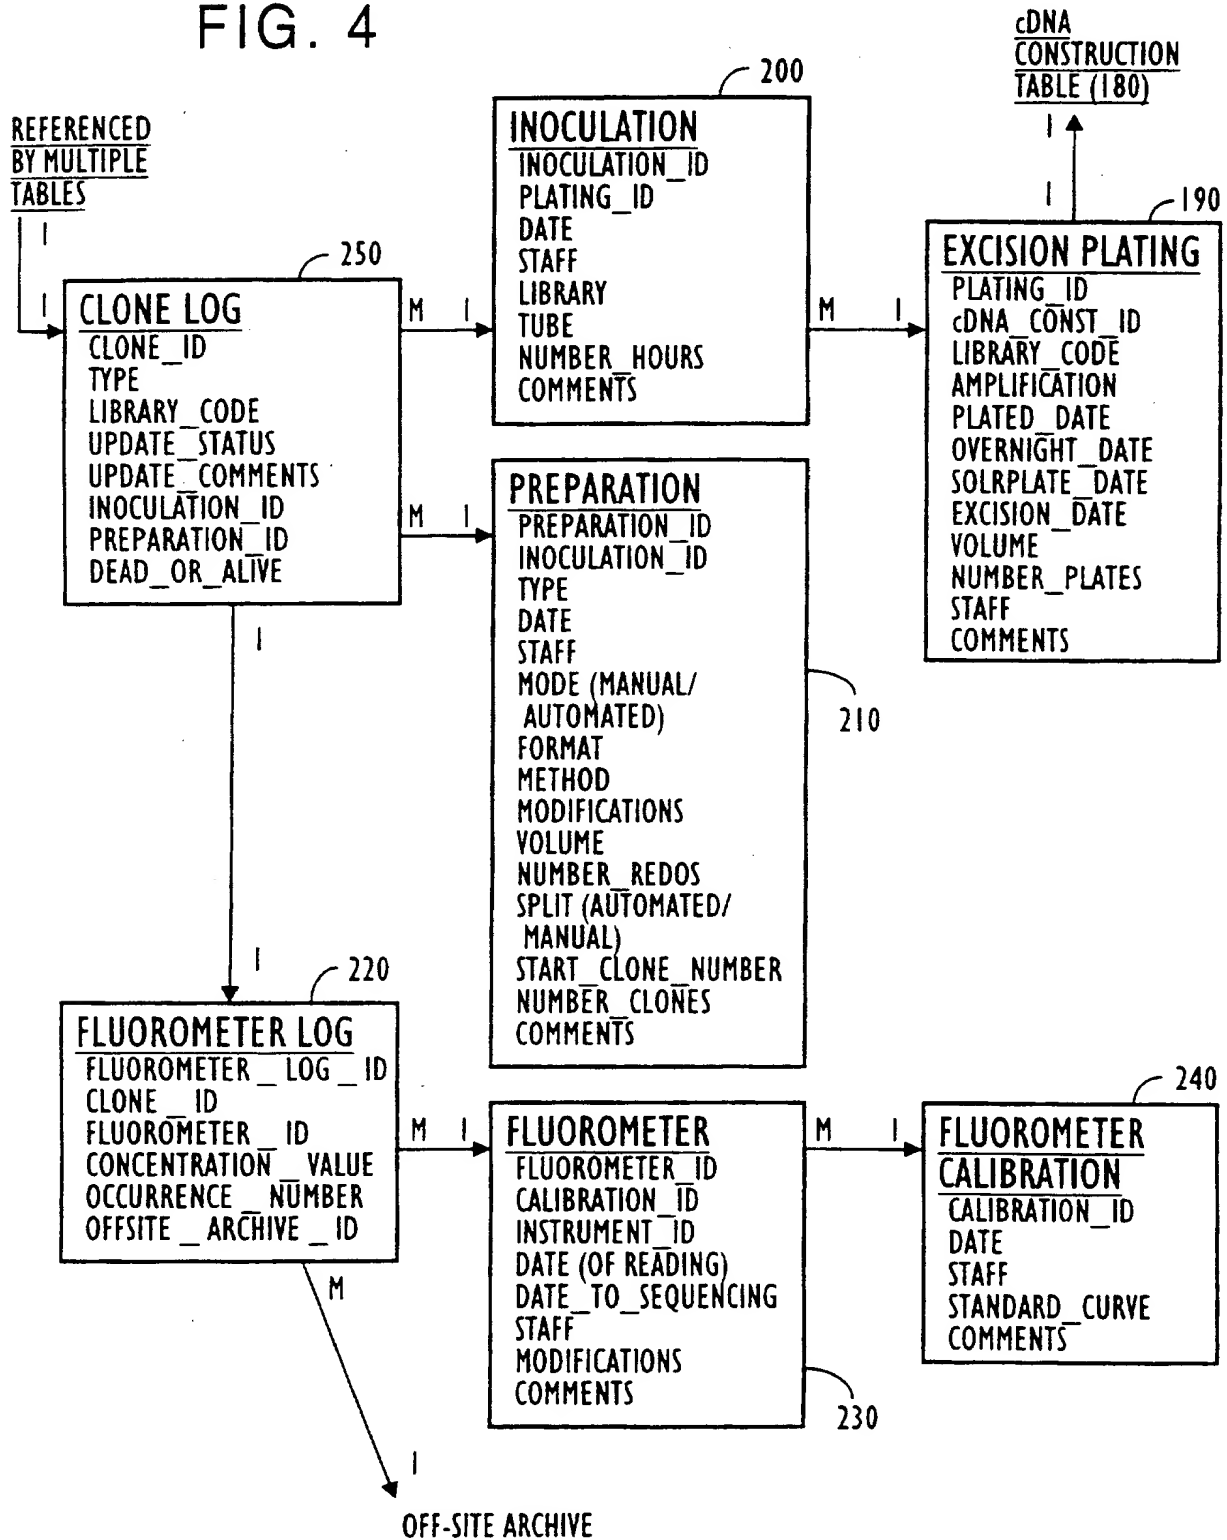 FIG. 4
cDNA
CONSTRUCTION
TABLE (180)
1
1
REFERENCED
BY MULTIPLE
TABLES
1
1
250
CLONE LOG
CLONE_ID
TYPE
LIBRARY_CODE
UPDATE_STATUS
UPDATE_COMMENTS
INOCULATION_ID
PREPARATION_ID
DEAD_OR_ALIVE
M 1
M 1
1
1
200
INOCULATION
INOCULATION_ID
PLATING_ID
DATE
STAFF
LIBRARY
TUBE
NUMBER_HOURS
COMMENTS
M 1
190
EXCISION PLATING
PLATING_ID
cDNA_CONST_ID
LIBRARY_CODE
AMPLIFICATION
PLATED_DATE
OVERNIGHT_DATE
SOLRPLATE_DATE
EXCISION_DATE
VOLUME
NUMBER_PLATES
STAFF
COMMENTS
PREPARATION
PREPARATION_ID
INOCULATION_ID
TYPE
DATE
STAFF
MODE (MANUAL/
AUTOMATED)
FORMAT
METHOD
MODIFICATIONS
VOLUME
NUMBER_REDOS
SPLIT (AUTOMATED/
MANUAL)
START_CLONE_NUMBER
NUMBER_CLONES
COMMENTS
210
220
FLUOROMETER LOG
FLUOROMETER_LOG_ID
CLONE_ID
FLUOROMETER_ID
CONCENTRATION_VALUE
OCCURRENCE_NUMBER
OFFSITE_ARCHIVE_ID
M 1
M
1
OFF-SITE ARCHIVE
FLUOROMETER
FLUOROMETER_ID
CALIBRATION_ID
INSTRUMENT_ID
DATE (OF READING)
DATE_TO_SEQUENCING
STAFF
MODIFICATIONS
COMMENTS
230
M 1
240
FLUOROMETER
CALIBRATION
CALIBRATION_ID
DATE
STAFF
STANDARD_CURVE
COMMENTS